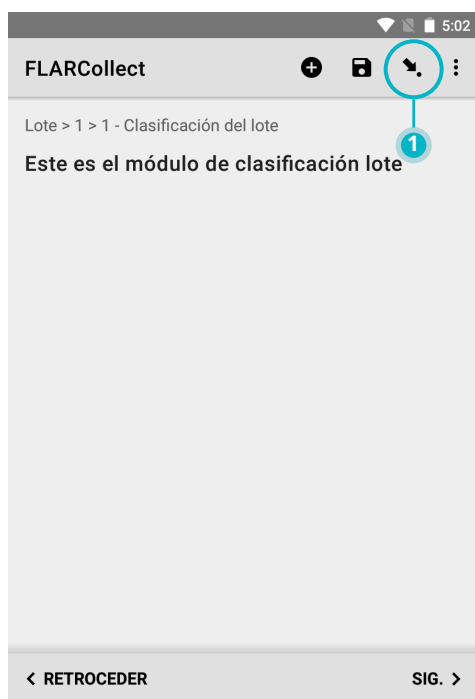 5:02
FLARCollect
Lote > 1 > 1 - Clasificación del lote
1
Este es el módulo de clasificación lote
< RETROCEDER
SIG. >